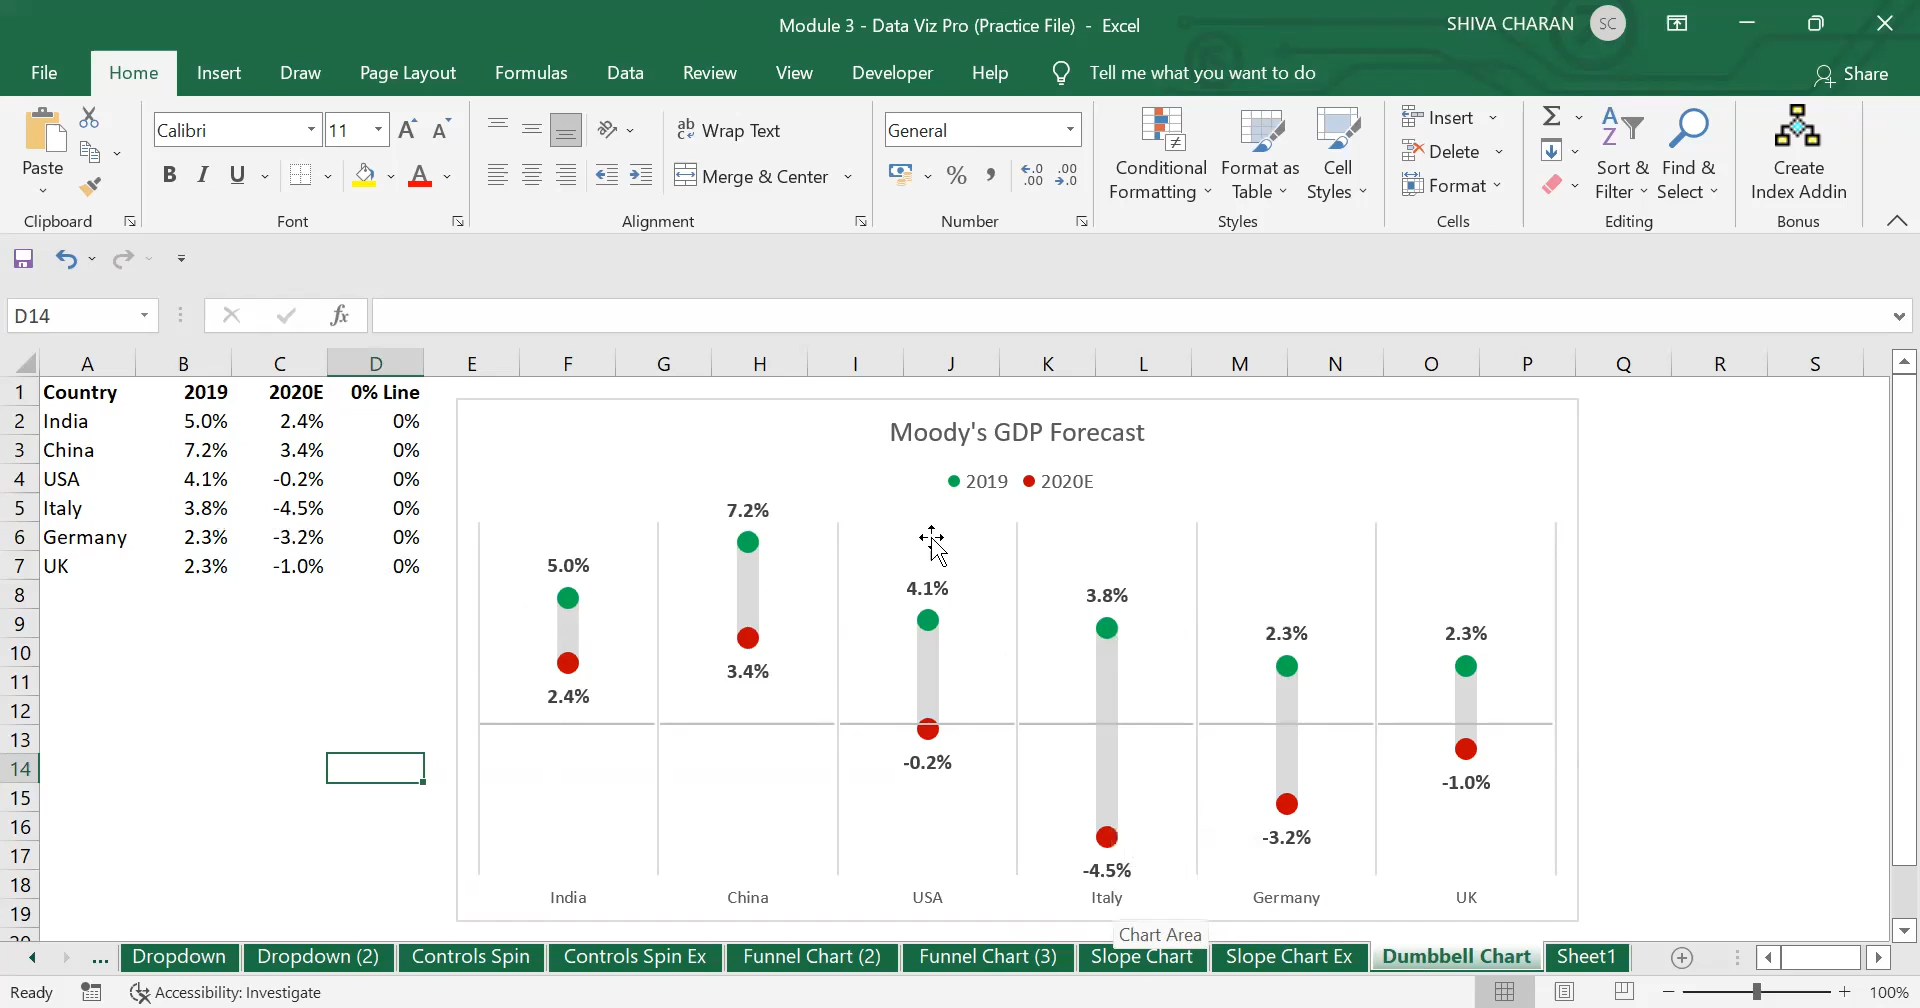 Module 3 - Data Viz Pro (Practice File) - Excel
SHIVA CHARAN SC
File Home Insert Draw Page Layout Formulas Data Review View Developer Help Tell me what you want to do Share
Paste
Clipboard
Calibri 11
B I U A
Font
ab Wrap Text
Merge & Center
Alignment
General
% ,
Number
Conditional Formatting
Format as Table
Cell Styles
Styles
Insert
Delete
Format
Cells
Sort & Filter
Find & Select
Editing
Create Index Addin
Bonus
D14 fx
A B C D E F G H I J K L M N O P Q R S
1 Country 2019 2020E 0% Line
2 India 5.0% 2.4% 0%
3 China 7.2% 3.4% 0%
4 USA 4.1% -0.2% 0%
5 Italy 3.8% -4.5% 0%
6 Germany 2.3% -3.2% 0%
7 UK 2.3% -1.0% 0%
8
9
10
11
12
13
14
15
16
17
18
19
Moody's GDP Forecast
2019 2020E
7.2%
5.0%
4.1%
3.8%
2.3% 2.3%
3.4%
2.4%
-0.2%
-1.0%
-3.2%
-4.5%
India China USA Italy Germany UK
Chart Area
... Dropdown Dropdown (2) Controls Spin Controls Spin Ex Funnel Chart (2) Funnel Chart (3) Slope Chart Slope Chart Ex Dumbbell Chart Sheet1
Ready Accessibility: Investigate 100%